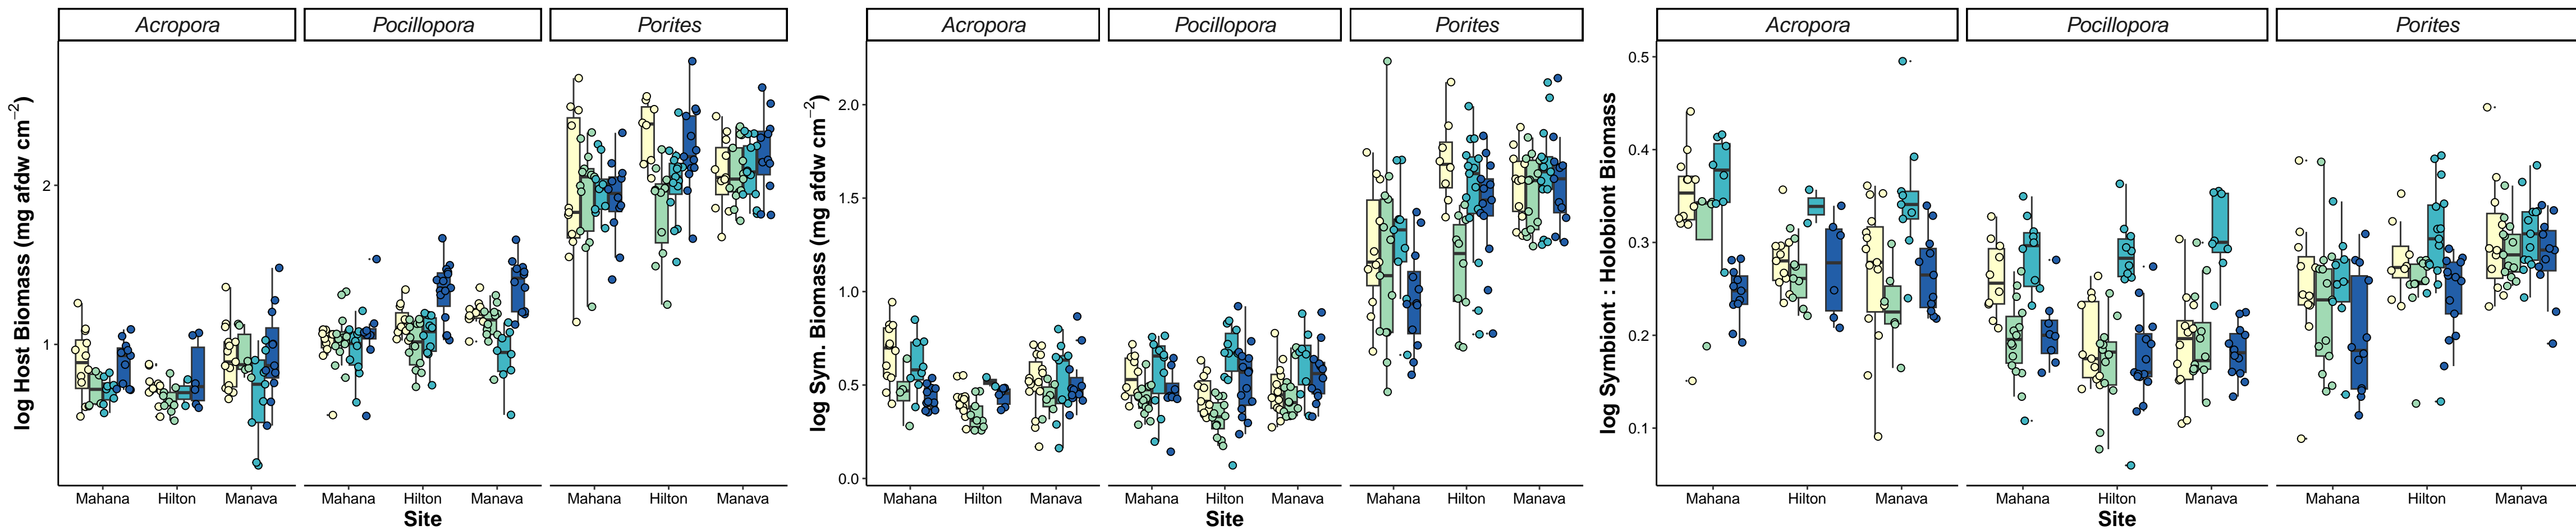 Acropora Pocillopora Porites
log Host Biomass (mg afdw cm−2)
2
1
Mahana Hilton Manava Mahana Hilton Manava Mahana Hilton Manava
Site
Acropora Pocillopora Porites
log Sym. Biomass (mg afdw cm−2)
2.0
1.5
1.0
0.5
0.0
Mahana Hilton Manava Mahana Hilton Manava Mahana Hilton Manava
Site
Acropora Pocillopora Porites
log Symbiont : Holobiont Biomass
0.5
0.4
0.3
0.2
0.1
Mahana Hilton Manava Mahana Hilton Manava Mahana Hilton Manava
Site